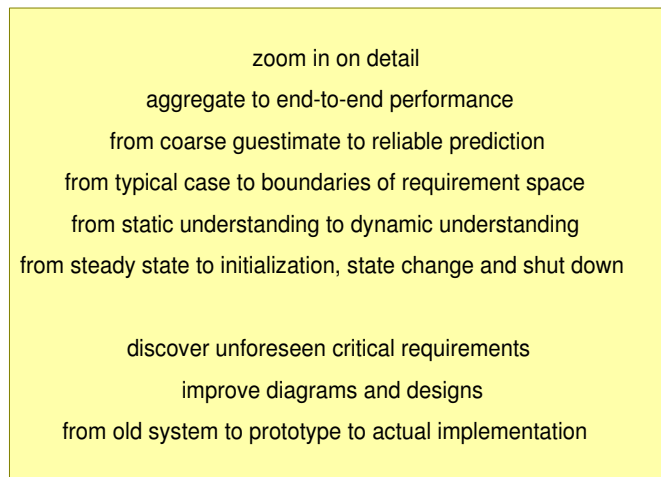 zoom in on detail
aggregate to end-to-end performance
from coarse guestimate to reliable prediction
from typical case to boundaries of requirement space
from static understanding to dynamic understanding
from steady state to initialization, state change and shut down
discover unforeseen critical requirements
improve diagrams and designs
from old system to prototype to actual implementation